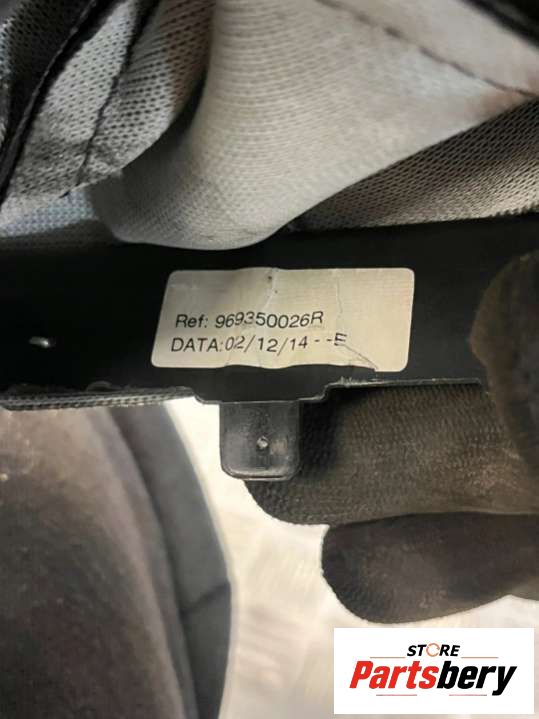 Ref: 969350026R
DATA:02/12/14--E
STORE
Partsbery